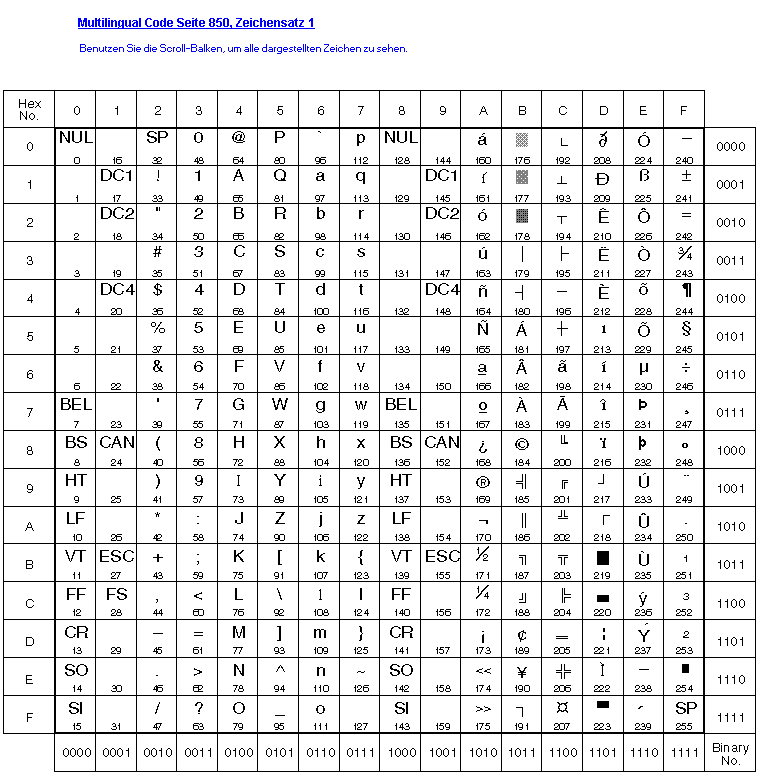 Multilingual Code Seite 850, Zeichensatz 1
Benutzen Sie die Scroll-Balken, um alle dargestellten Zeichen zu sehen.
Hex No. 0 1 2 3 4 5 6 7 8 9 A B C D E F
0 NUL SP 0 @ P ` p NUL á ░ └ ð Ó – 0000
0 16 32 48 64 80 96 112 128 144 160 176 192 208 224 240
1 DC1 ! 1 A Q a q DC1 í ▒ ┴ Ð ß ± 0001
1 17 33 49 65 81 97 113 129 145 161 177 193 209 225 241
2 DC2 " 2 B R b r DC2 ó ▓ ┬ Ê Ô = 0010
2 18 34 50 66 82 98 114 130 146 162 178 194 210 226 242
3 # 3 C S c s ú │ ├ Ë Ò ¾ 0011
3 19 35 51 67 83 99 115 131 147 163 179 195 211 227 243
4 DC4 $ 4 D T d t DC4 ñ ┤ ─ È õ ¶ 0100
4 20 36 52 68 84 100 116 132 148 164 180 196 212 228 244
5 % 5 E U e u Ñ Á ┼ ı Õ § 0101
5 21 37 53 69 85 101 117 133 149 165 181 197 213 229 245
6 & 6 F V f v ª Â ã í µ ÷ 0110
6 22 38 54 70 86 102 118 134 150 166 182 198 214 230 246
7 BEL ' 7 G W g w BEL º À Ã î Þ ¸ 0111
7 23 39 55 71 87 103 119 135 151 167 183 199 215 231 247
8 BS CAN ( 8 H X h x BS CAN ¿ © ╚ ï þ ° 1000
8 24 40 56 72 88 104 120 136 152 168 184 200 216 232 248
9 HT ) 9 I Y i y HT ® ╣ ╔ ┘ Ú ¨ 1001
9 25 41 57 73 89 105 121 137 153 169 185 201 217 233 249
A LF * : J Z j z LF ¬ ║ ╩ ┌ Û · 1010
10 26 42 58 74 90 106 122 138 154 170 186 202 218 234 250
B VT ESC + ; K [ k { VT ESC ½ ╗ ╦ █ Ù ¹ 1011
11 27 43 59 75 91 107 123 139 155 171 187 203 219 235 251
C FF FS , < L \ l | FF ¼ ╝ ╠ ▄ ý ³ 1100
12 28 44 60 76 92 108 124 140 156 172 188 204 220 236 252
D CR – = M ] m } CR ¡ ¢ ═ ¦ Ý ² 1101
13 29 45 61 77 93 109 125 141 157 173 189 205 221 237 253
E SO . > N ^ n ~ SO << ¥ ╬ Ì ¯ ■ 1110
14 30 46 62 78 94 110 126 142 158 174 190 206 222 238 254
F SI / ? O _ o SI >> ┐ ¤ ▀ ´ SP 1111
15 31 47 63 79 95 111 127 143 159 175 191 207 223 239 255
0000 0001 0010 0011 0100 0101 0110 0111 1000 1001 1010 1011 1100 1101 1110 1111 Binary No.